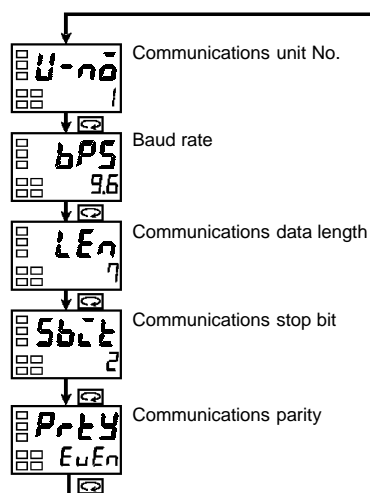 U-no
Communications unit No.
1
bPS
Baud rate
9.6
LEn
Communications data length
7
Sbit
Communications stop bit
2
PrtY
Communications parity
EvEn